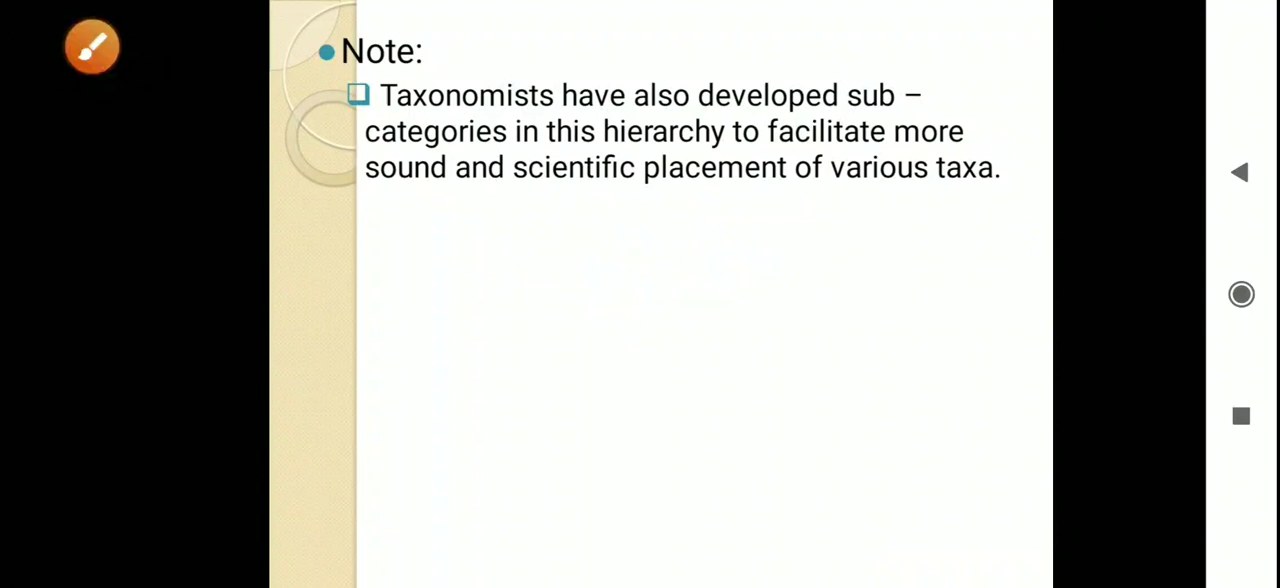 Note:
Taxonomists have also developed sub –
categories in this hierarchy to facilitate more
sound and scientific placement of various taxa.